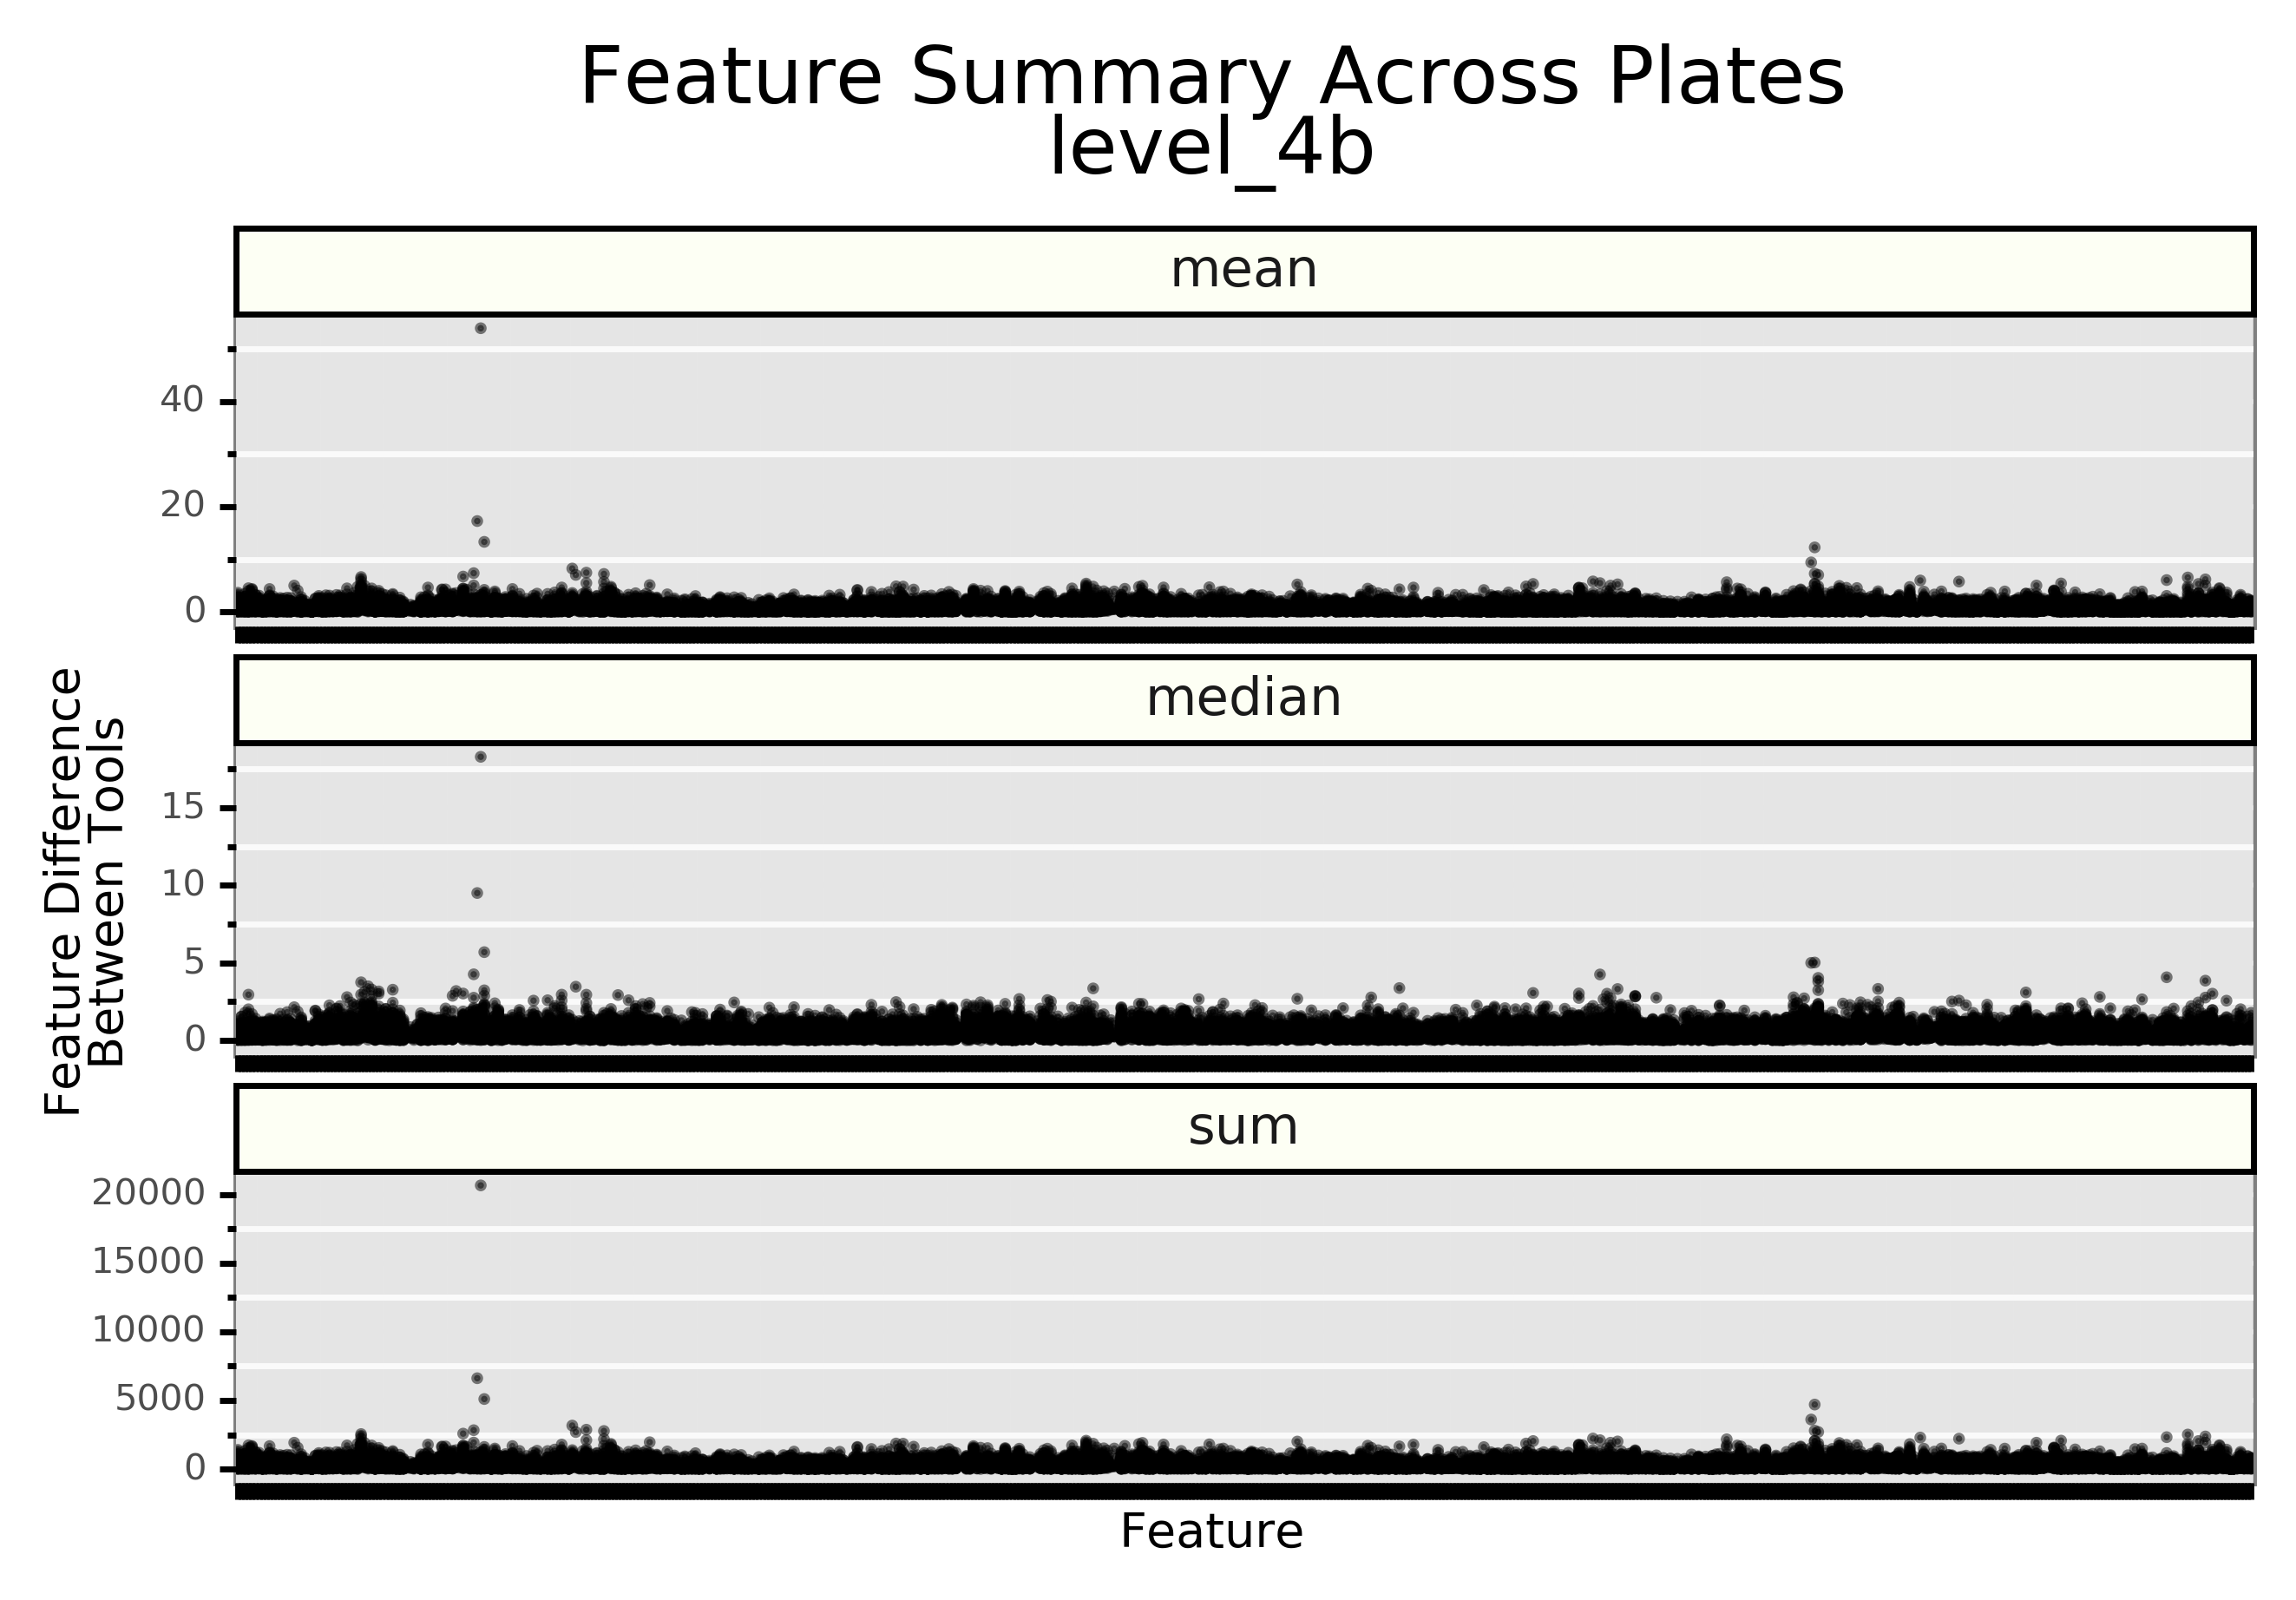 Feature Summary Across Plates
level_4b
mean
40
20
0
median
15
10
5
0
sum
20000
15000
10000
5000
0
Feature Difference
Between Tools
Feature